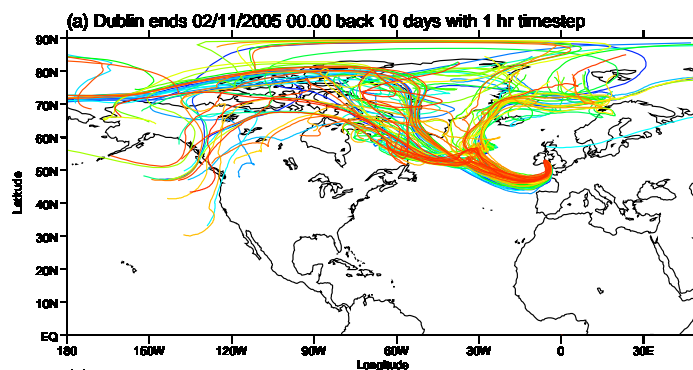 (a) Dublin ends 02/11/2005 00.00 back 10 days with 1 hr timestep
90N
80N
70N
60N
50N
40N
30N
20N
10N
EQ
Latitude
180 150W 120W 90W 60W 30W 0 30E
Longitude